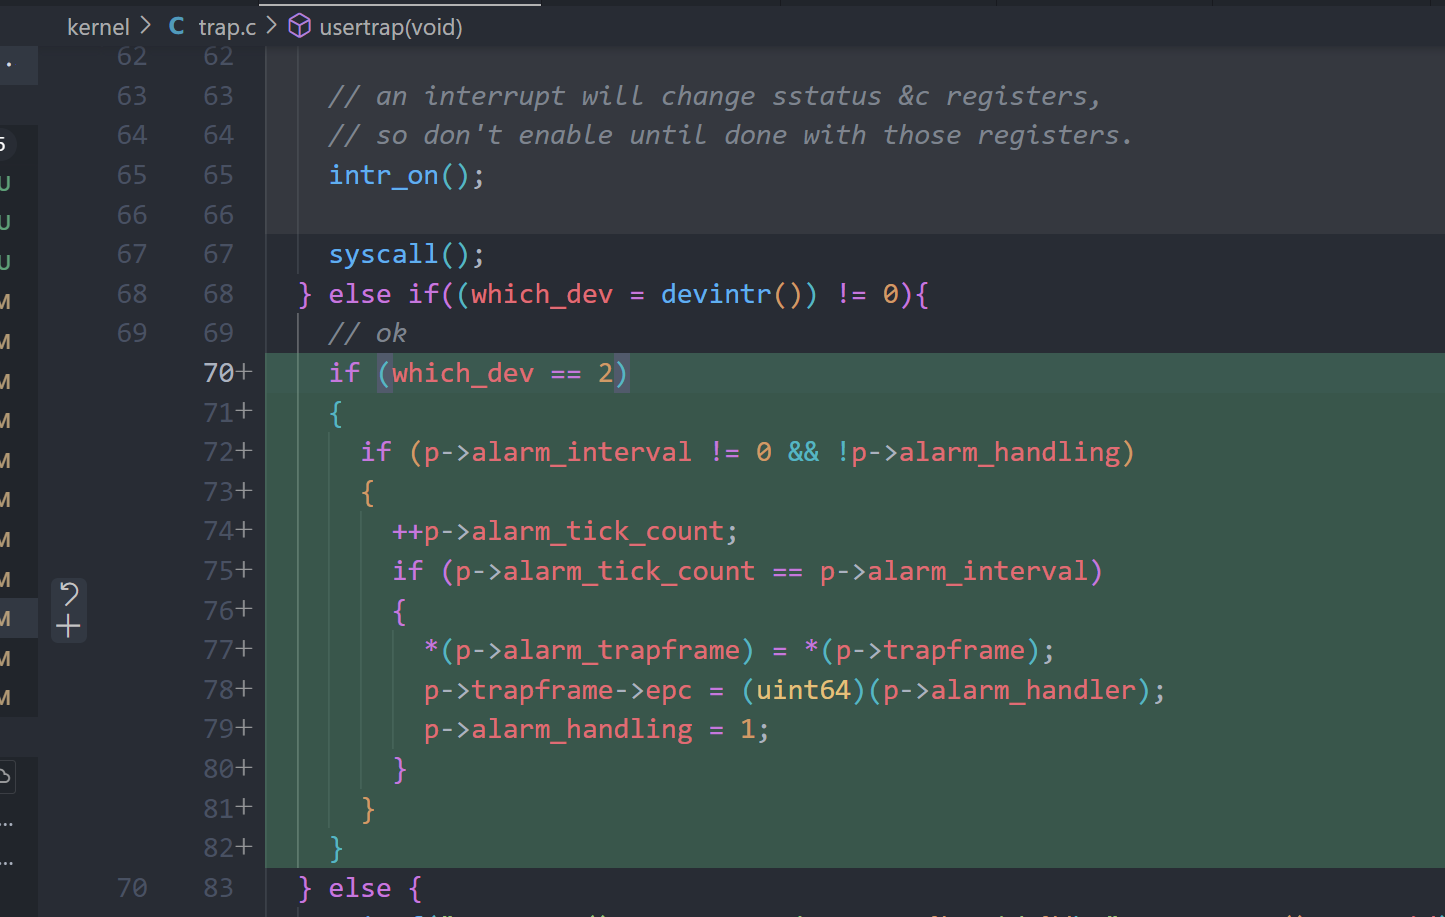 kernel > C trap.c > usertrap(void)
62 62
63 63 // an interrupt will change sstatus &c registers,
64 64 // so don't enable until done with those registers.
65 65 intr_on();
66 66
67 67 syscall();
68 68 } else if((which_dev = devintr()) != 0){
69 69 // ok
70+ if (which_dev == 2)
71+ {
72+ if (p->alarm_interval != 0 && !p->alarm_handling)
73+ {
74+ ++p->alarm_tick_count;
75+ if (p->alarm_tick_count == p->alarm_interval)
76+ {
77+ *(p->alarm_trapframe) = *(p->trapframe);
78+ p->trapframe->epc = (uint64)(p->alarm_handler);
79+ p->alarm_handling = 1;
80+ }
81+ }
82+ }
70 83 } else {
U
U
U
M
M
M
M
M
M
M
M
M
M
M